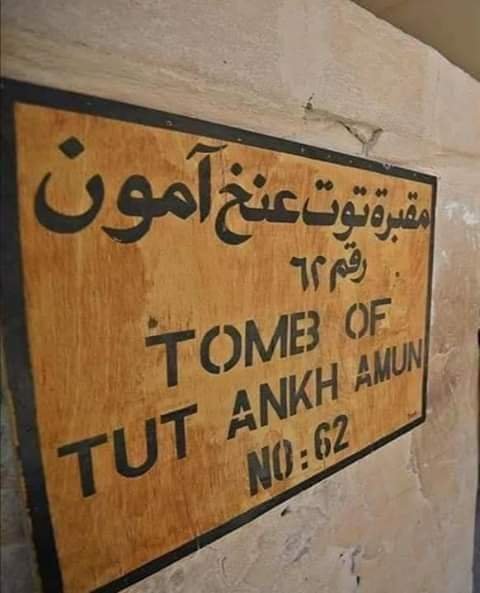 مقبرة توت عنخ آمون
رقم ٦٢
TOMB OF
TUT ANKH AMUN
NO: 62